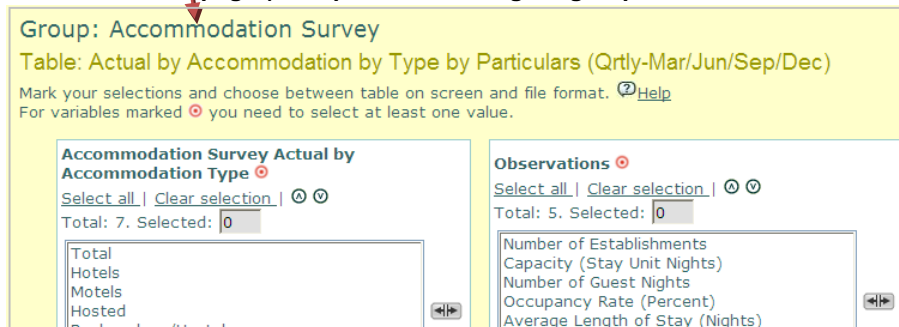 Group: Accommodation Survey
Table: Actual by Accommodation by Type by Particulars (Qrtly-Mar/Jun/Sep/Dec)
Mark your selections and choose between table on screen and file format. Help
For variables marked you need to select at least one value.
Accommodation Survey Actual by
Accommodation Type
Select all | Clear selection |
Total: 7. Selected: 0
Total
Hotels
Motels
Hosted
Observations
Select all | Clear selection |
Total: 5. Selected: 0
Number of Establishments
Capacity (Stay Unit Nights)
Number of Guest Nights
Occupancy Rate (Percent)
Average Length of Stay (Nights)